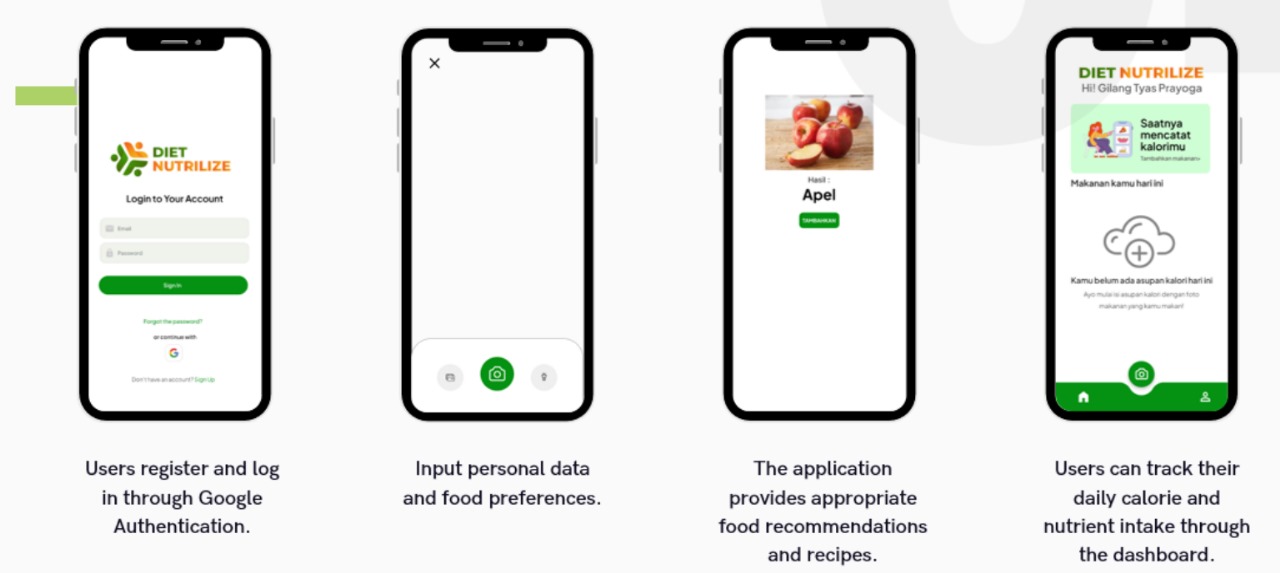 DIET
NUTRILIZE
Login to Your Account
Email
Password
Sign in
Forgot the password?
or continue with
Don't have an account? Sign Up
Users register and log
in through Google
Authentication.
Input personal data
and food preferences.
Hasil :
Apel
TAMBAHKAN
The application
provides appropriate
food recommendations
and recipes.
DIET NUTRILIZE
Hi! Gilang Tyas Prayoga
Saatnya
mencatat
kalorimu
Tambahkan makanan»
Makanan kamu hari ini
Kamu belum ada asupan kalori hari ini
Ayo mulai isi asupan kalori dengan foto
makanan yang kamu makan!
Users can track their
daily calorie and
nutrient intake through
the dashboard.